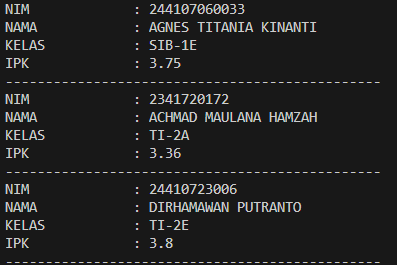 NIM : 244107060033
NAMA : AGNES TITANIA KINANTI
KELAS : SIB-1E
IPK : 3.75
-----------------------------------------------
NIM : 2341720172
NAMA : ACHMAD MAULANA HAMZAH
KELAS : TI-2A
IPK : 3.36
-----------------------------------------------
NIM : 24410723006
NAMA : DIRHAMAWAN PUTRANTO
KELAS : TI-2E
IPK : 3.8
-----------------------------------------------